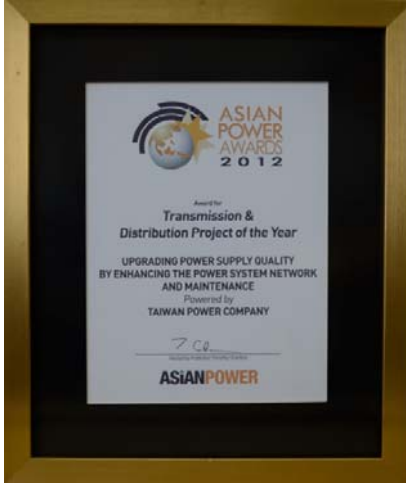 ASIAN
POWER
AWARDS
2012
Award for
Transmission &
Distribution Project of the Year
UPGRADING POWER SUPPLY QUALITY
BY ENHANCING THE POWER SYSTEM NETWORK
AND MAINTENANCE
Powered by
TAIWAN POWER COMPANY
ASiANPOWER